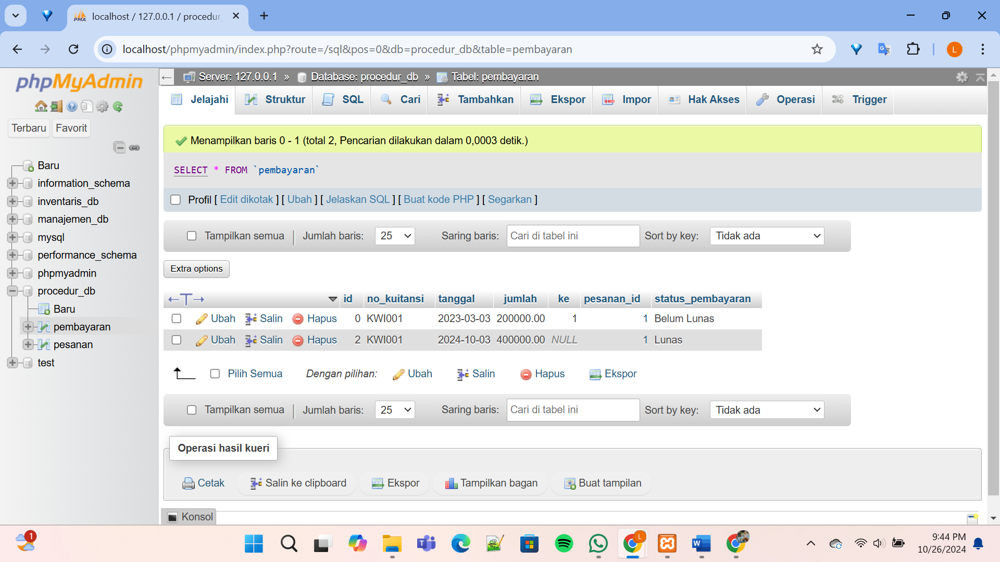 localhost / 127.0.0.1 / procedur_
localhost/phpmyadmin/index.php?route=/sql&pos=0&db=procedur_db&table=pembayaran
L
phpMyAdmin
Terbaru Favorit
Baru
information_schema
inventaris_db
manajemen_db
mysql
performance_schema
phpmyadmin
procedur_db
Baru
pembayaran
pesanan
test
Server: 127.0.0.1 » Database: procedur_db » Tabel: pembayaran
Jelajahi Struktur SQL Cari Tambahkan Ekspor Impor Hak Akses Operasi Trigger
Menampilkan baris 0 - 1 (total 2, Pencarian dilakukan dalam 0,0003 detik.)
SELECT * FROM `pembayaran`
Profil [ Edit dikotak ] [ Ubah ] [ Jelaskan SQL ] [ Buat kode PHP ] [ Segarkan ]
Tampilkan semua | Jumlah baris: 25 Saring baris: Cari di tabel ini Sort by key: Tidak ada
Extra options
←T→ id no_kuitansi tanggal jumlah ke pesanan_id status_pembayaran
Ubah Salin Hapus 0 KWI001 2023-03-03 200000.00 1 1 Belum Lunas
Ubah Salin Hapus 2 KWI001 2024-10-03 400000.00 NULL 1 Lunas
Pilih Semua Dengan pilihan: Ubah Salin Hapus Ekspor
Tampilkan semua | Jumlah baris: 25 Saring baris: Cari di tabel ini Sort by key: Tidak ada
Operasi hasil kueri
Cetak Salin ke clipboard Ekspor Tampilkan bagan Buat tampilan
Konsol
1
L
9:44 PM
10/26/2024